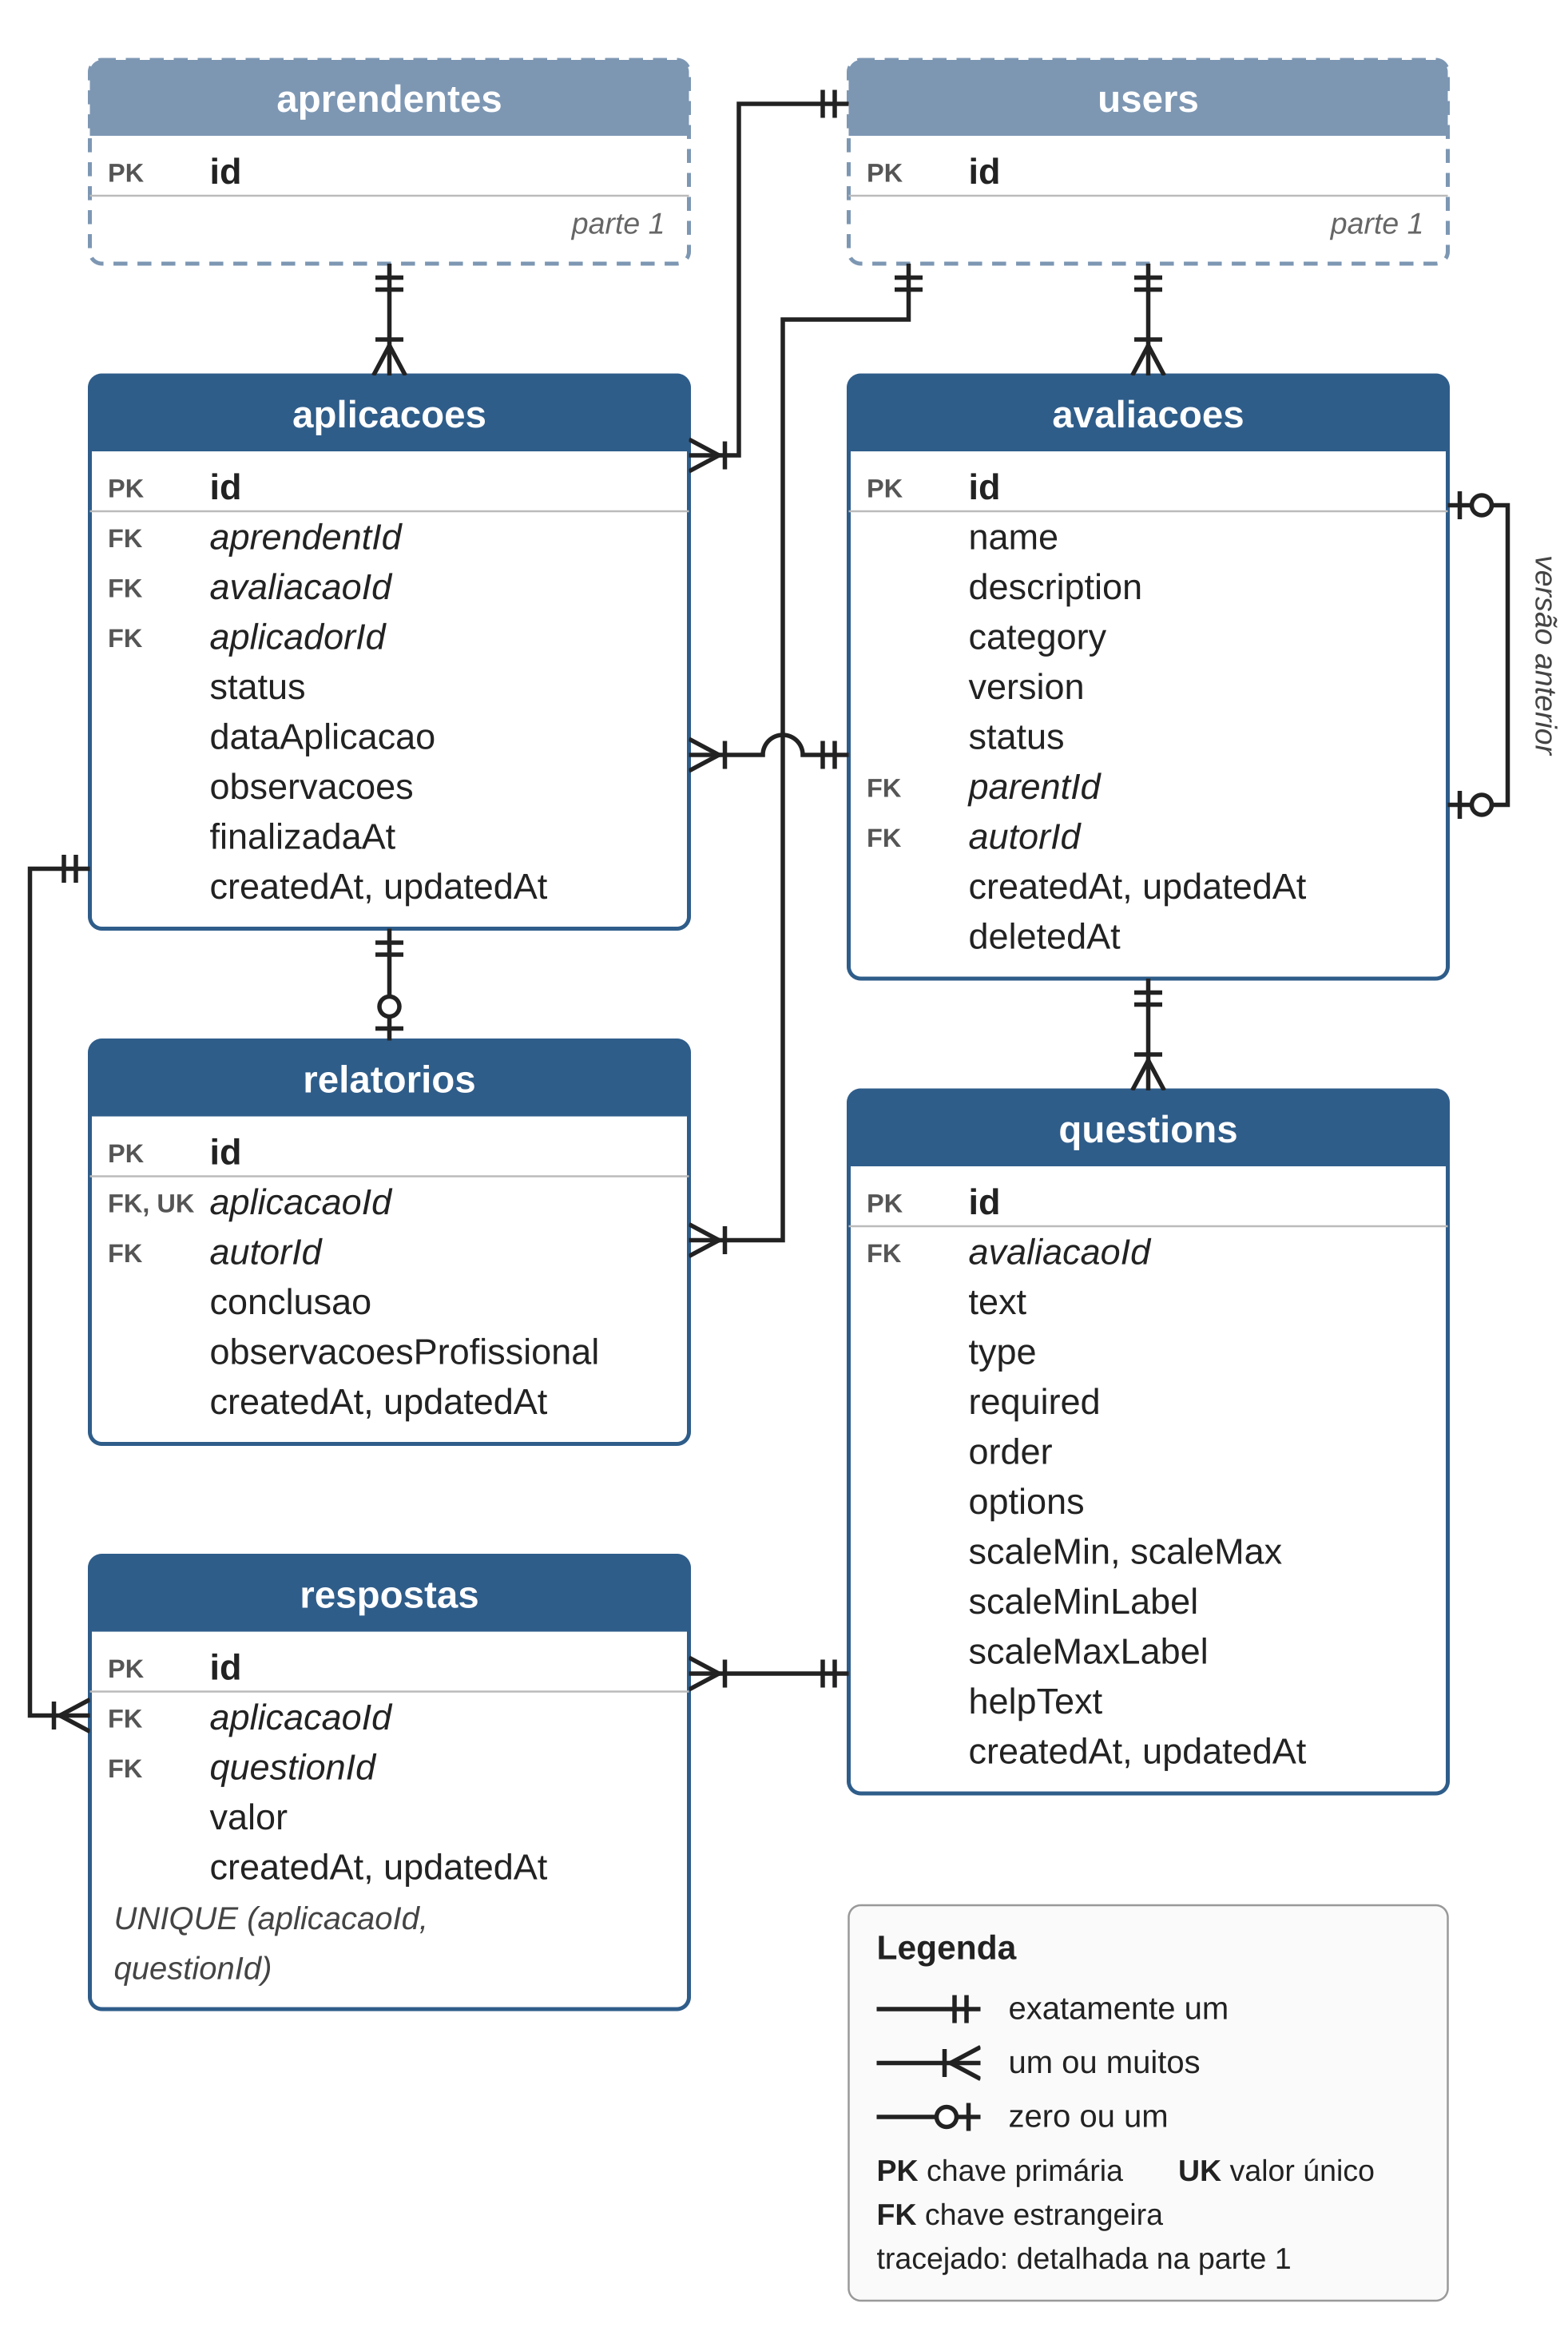 aprendentes
PK id
parte 1
users
PK id
parte 1
aplicacoes
PK id
FK aprendentId
FK avaliacaoId
FK aplicadorId
status
dataAplicacao
observacoes
finalizadaAt
createdAt, updatedAt
avaliacoes
PK id
name
description
category
version
status
FK parentId
FK autorId
createdAt, updatedAt
deletedAt
versão anterior
relatorios
PK id
FK, UK aplicacaoId
FK autorId
conclusao
observacoesProfissional
createdAt, updatedAt
questions
PK id
FK avaliacaoId
text
type
required
order
options
scaleMin, scaleMax
scaleMinLabel
scaleMaxLabel
helpText
createdAt, updatedAt
respostas
PK id
FK aplicacaoId
FK questionId
valor
createdAt, updatedAt
UNIQUE (aplicacaoId,
questionId)
Legenda
exatamente um
um ou muitos
zero ou um
PK chave primária UK valor único
FK chave estrangeira
tracejado: detalhada na parte 1